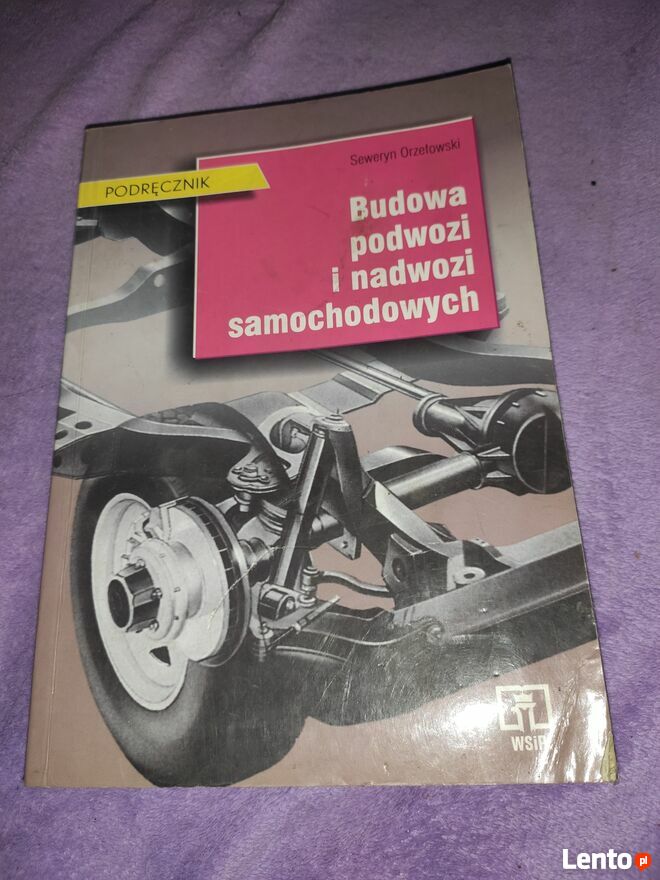 Seweryn Orzełowski
PODRĘCZNIK
Budowa
podwozi
i nadwozi
samochodowych
WSiP
Lento.pl